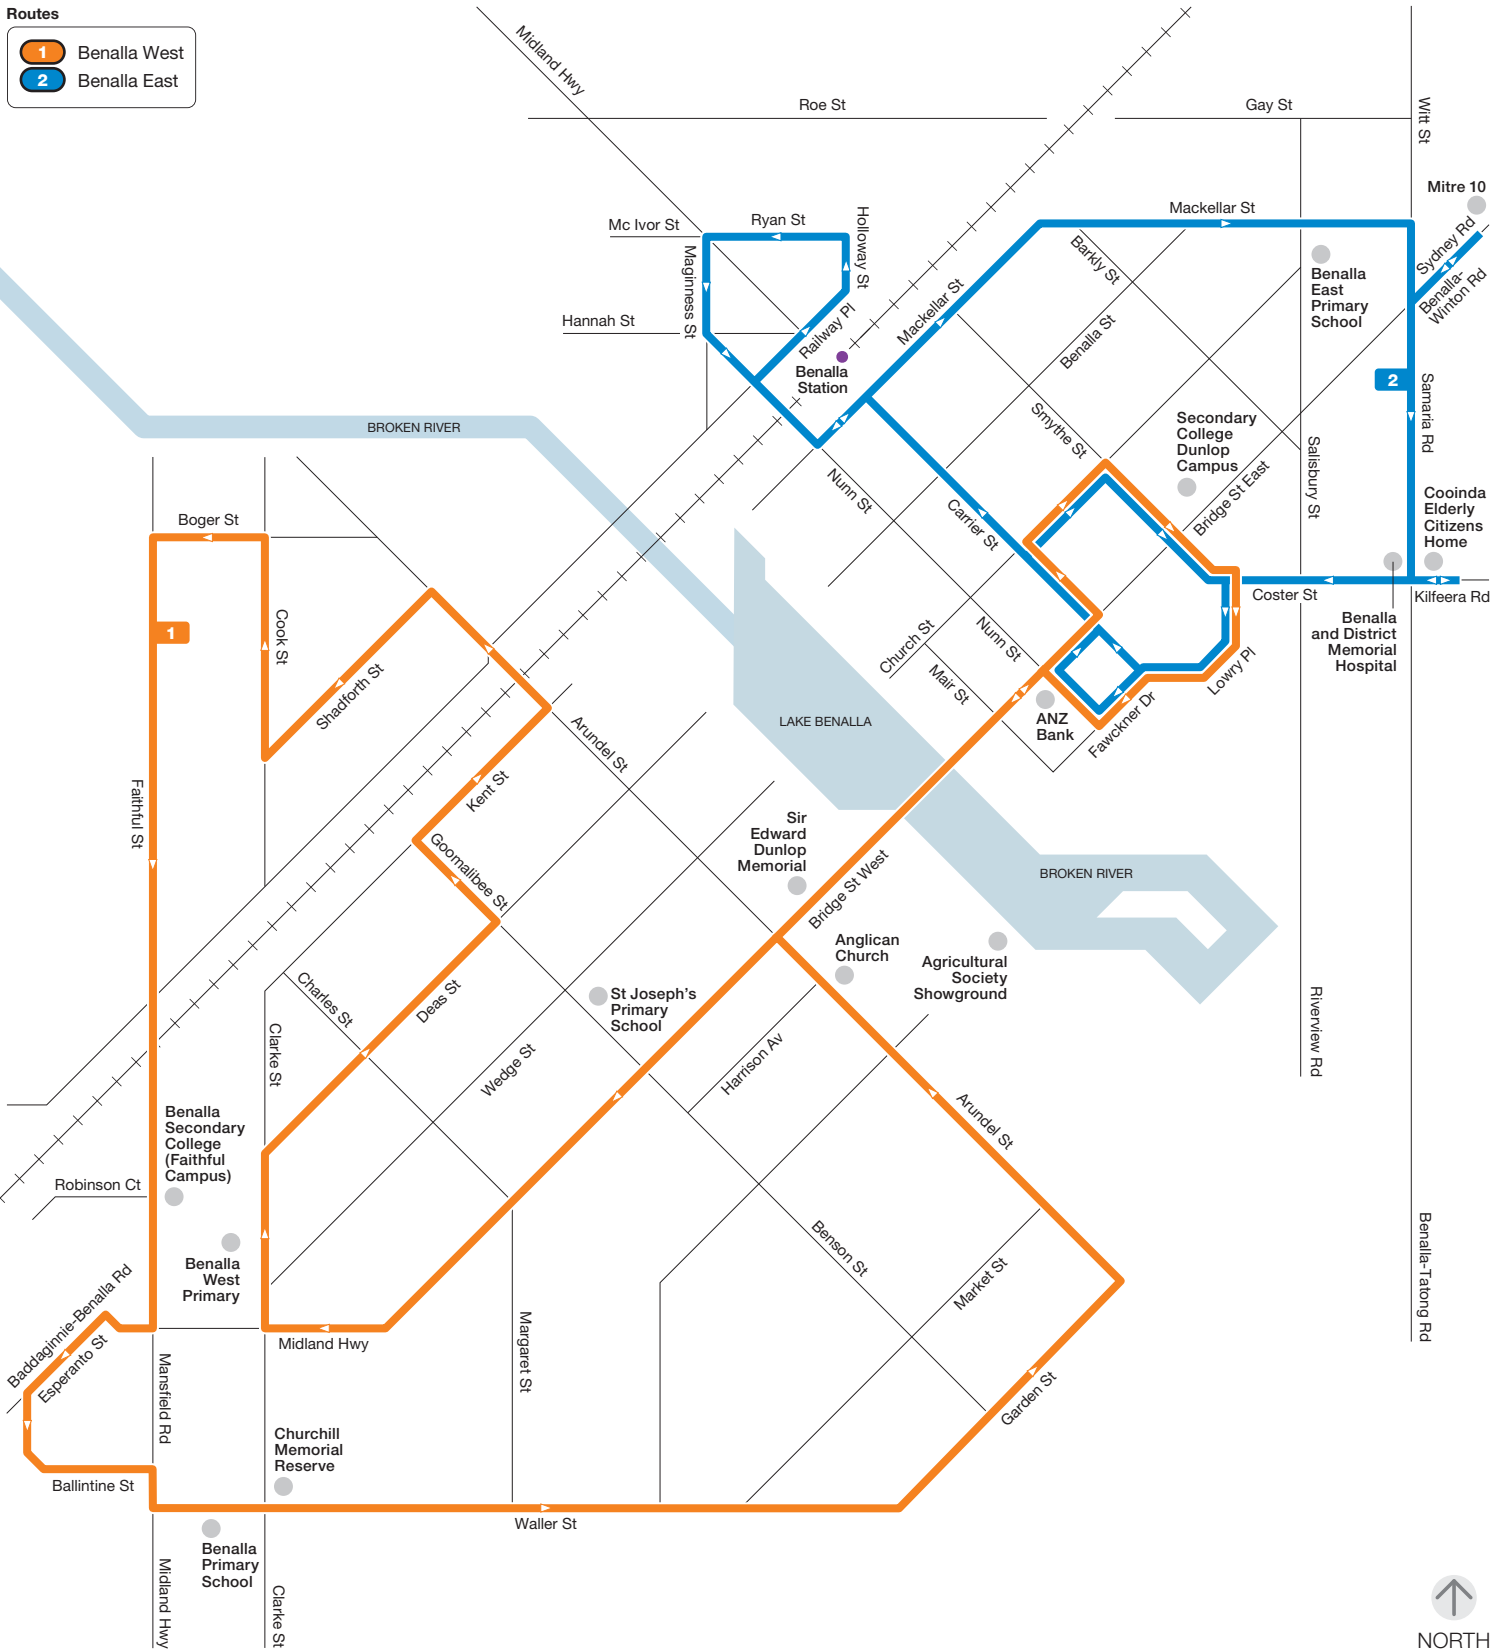 Routes
1 Benalla West
2 Benalla East
Midland Hwy
Roe St
Gay St
Witt St
Mitre 10
Mc Ivor St
Ryan St
Holloway St
Mackellar St
Sydney Rd
Benalla-
Winton Rd
Maginness St
Barkly St
Benalla
East
Primary
School
Hannah St
Railway Pl
Mackellar St
Benalla St
Benalla
Station
2
Samaria Rd
BROKEN RIVER
Smythe St
Secondary
College
Dunlop
Campus
Salisbury St
Nunn St
Carrier St
Bridge St East
Cooinda
Elderly
Citizens
Home
Boger St
Coster St
Kilfeera Rd
1
Cook St
Shadforth St
Church St
Nunn St
Mair St
Lowry Pl
Benalla
and District
Memorial
Hospital
LAKE BENALLA
ANZ
Bank
Fawckner Dr
Arundel St
Kent St
Faithful St
Goomalibee St
Sir
Edward
Dunlop
Memorial
Bridge St West
BROKEN RIVER
Anglican
Church
Agricultural
Society
Showground
Charles St
Deas St
St Joseph's
Primary
School
Riverview Rd
Clarke St
Wedge St
Harrison Av
Arundel St
Benalla
Secondary
College
(Faithful
Campus)
Robinson Ct
Benalla
West
Primary
Benson St
Market St
Benalla-Tatong Rd
Baddaginnie-Benalla Rd
Esperanto St
Midland Hwy
Margaret St
Mansfield Rd
Garden St
Churchill
Memorial
Reserve
Ballintine St
Waller St
Benalla
Primary
School
Midland Hwy
Clarke St
NORTH